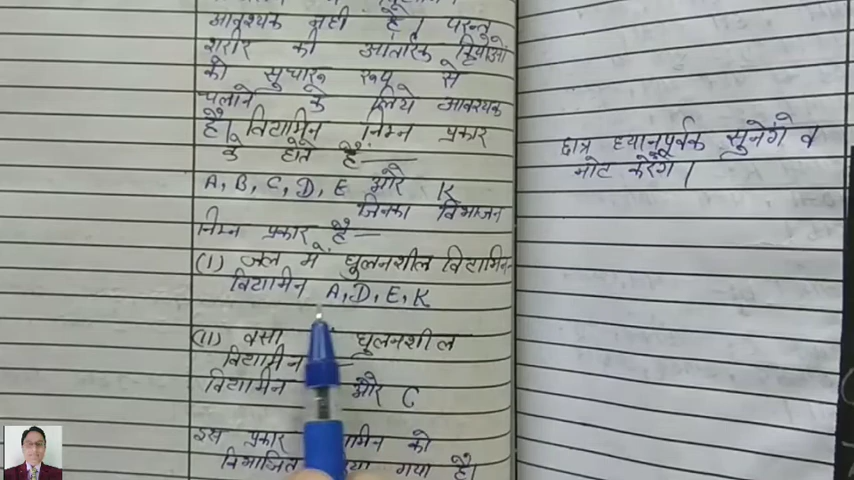 आवश्यक नहीं है। परन्तु
शरीर की आंतरिक क्रियाओं
को सुचारू रूप से
चलाने के लिये आवश्यक
है। विटामिन निम्न प्रकार
के होते हैं—
A, B, C, D, E और K
जिनका विभाजन
निम्न प्रकार है—
(I) जल में घुलनशील विटामिन
विटामिन A, D, E, K
(II) वसा घुलनशील
विटामिन
विटामिन और C
इस प्रकार को
विभाजित गया है।
छात्र ध्यानपूर्वक सुनेंगे व
नोट करेंगे।